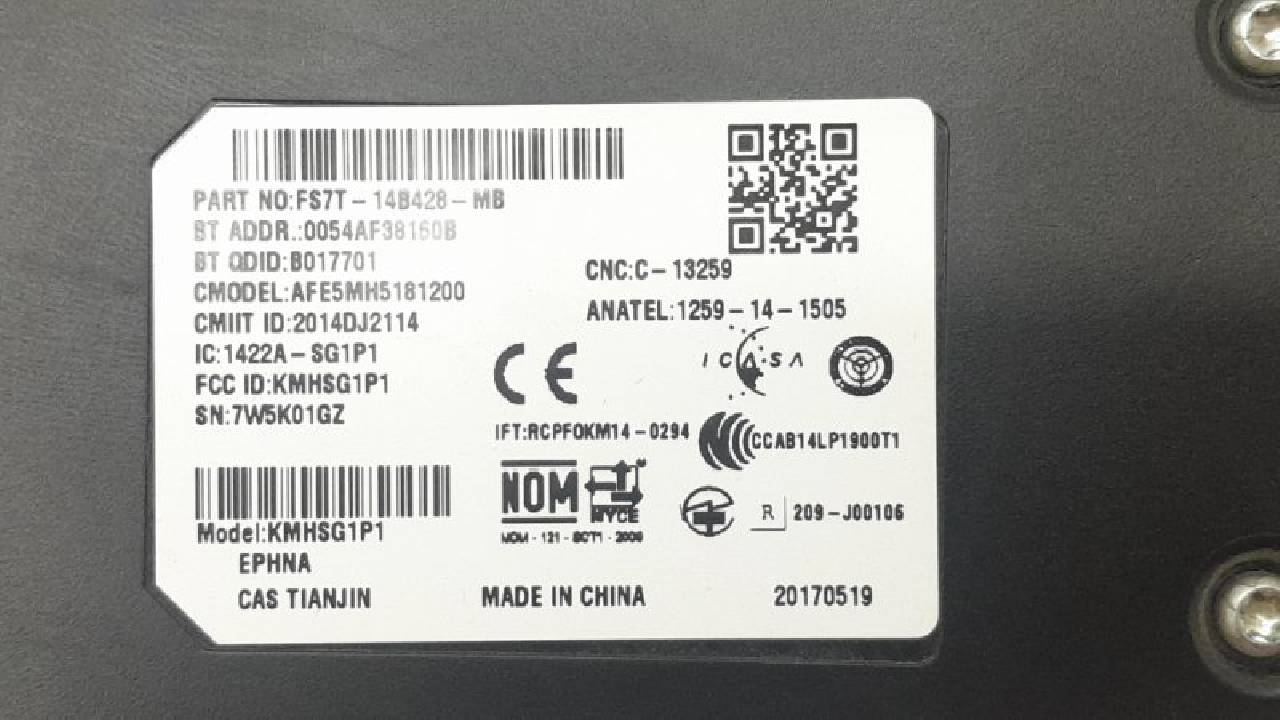 PART NO:FS7T-14B428-MB
BT ADDR.:0054AF38160B
BT QDID:B017701
CMODEL:AFE5MH5181200
CMIIT ID:2014DJ2114
IC:1422A-SG1P1
FCC ID:KMHSG1P1
SN:7W5K01GZ
CNC:C-13259
ANATEL:1259-14-1505
CE
ICASA
IFT:RCPFOKM14-0294
CCAB14LP1900T1
NOM
NYCE
NOM-121-SCT1-2009
R 209-J00106
Model:KMHSG1P1
EPHNA
CAS TIANJIN
MADE IN CHINA
20170519